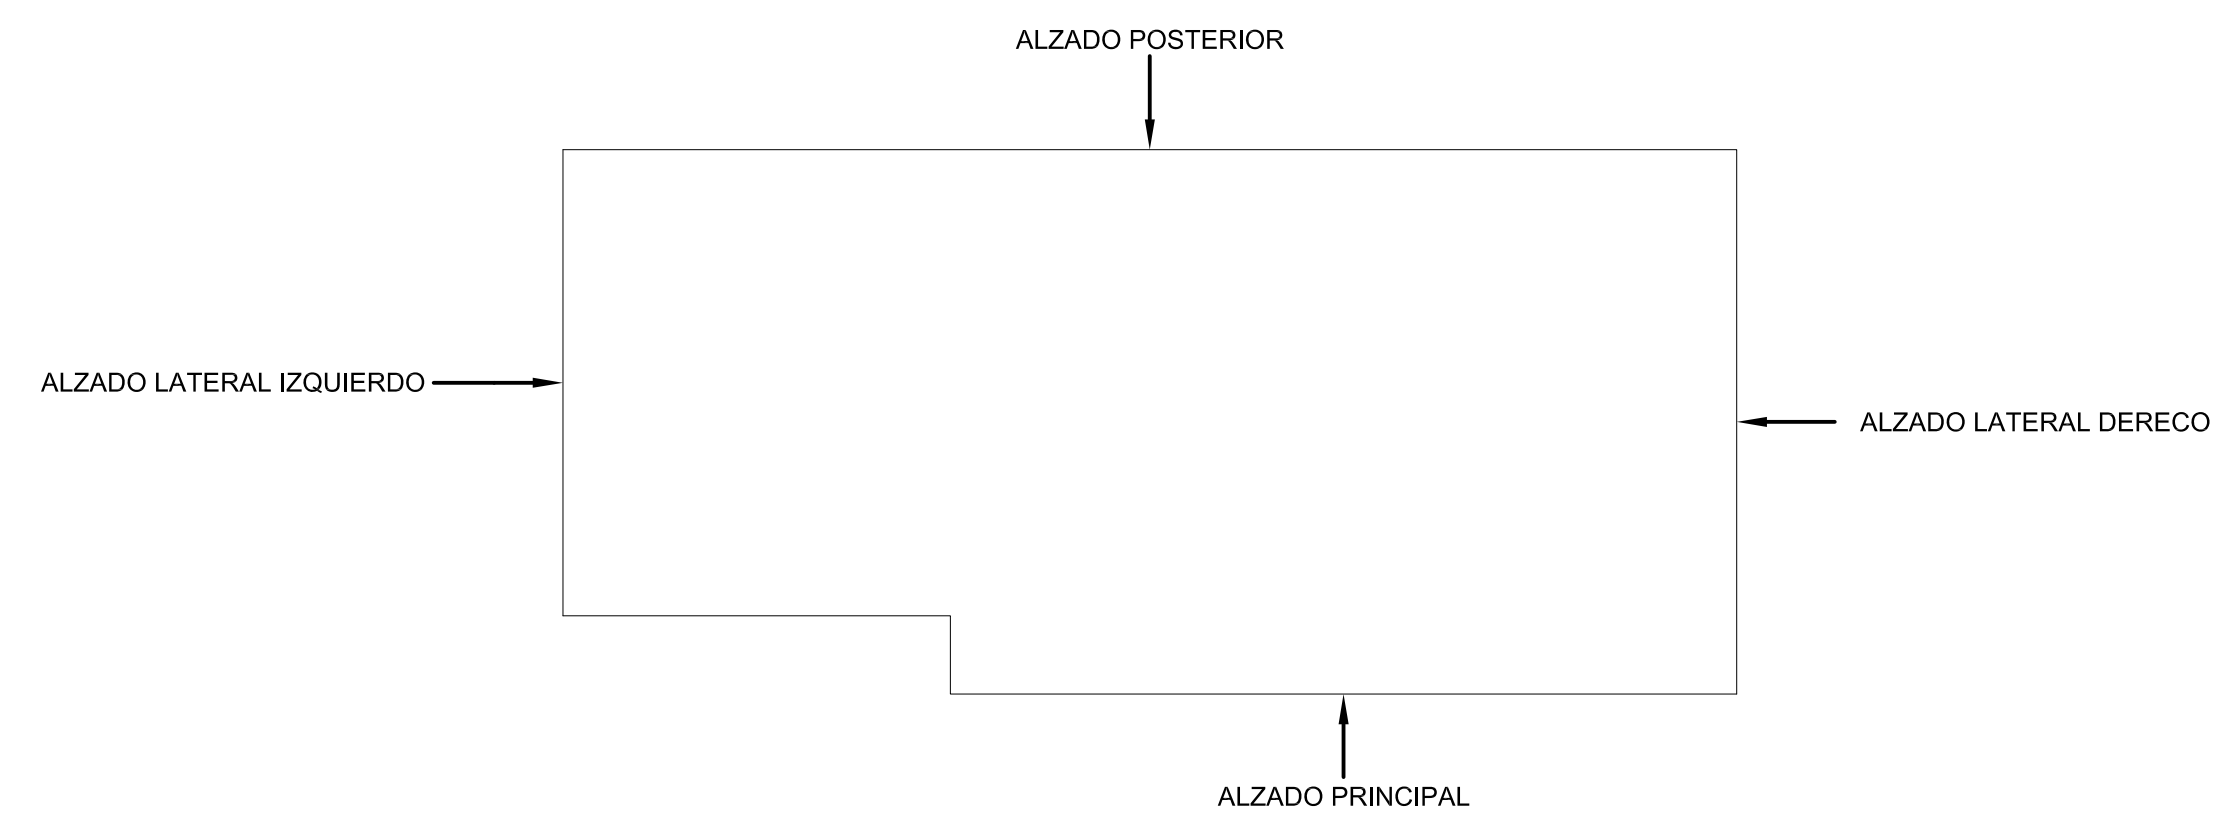 ALZADO POSTERIOR
ALZADO LATERAL IZQUIERDO
ALZADO LATERAL DERECO
ALZADO PRINCIPAL